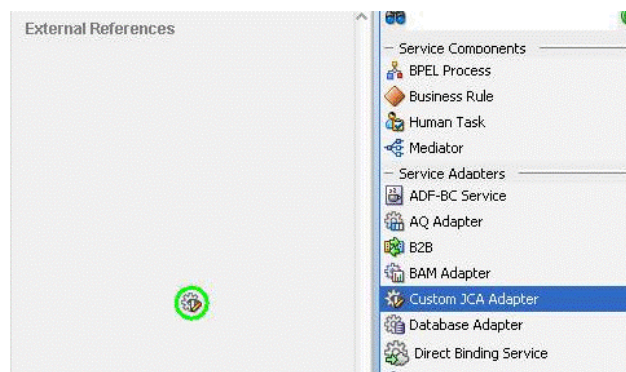 External References
Service Components
BPEL Process
Business Rule
Human Task
Mediator
Service Adapters
ADF-BC Service
AQ Adapter
B2B
BAM Adapter
Custom JCA Adapter
Database Adapter
Direct Binding Service